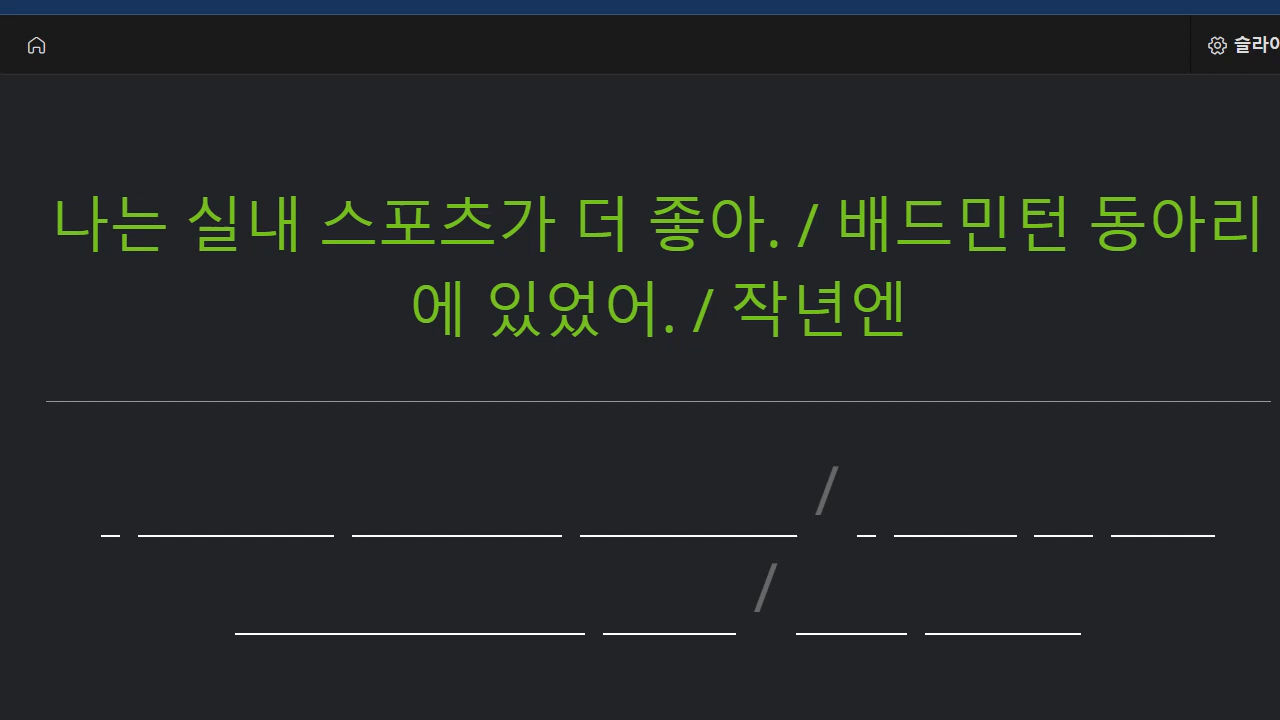 슬라이
나는 실내 스포츠가 더 좋아. / 배드민턴 동아리
에 있었어. / 작년엔
/
/